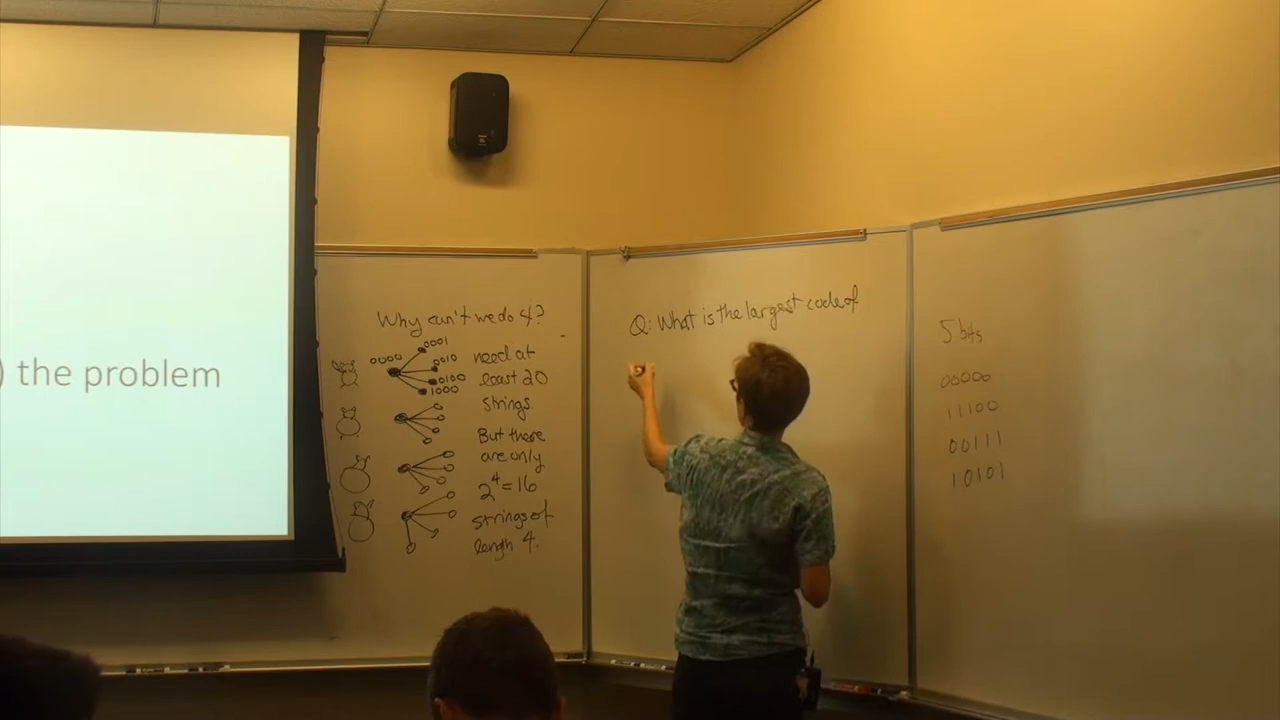 ) the problem
Why can't we do 4?
0000
0001
0010
0100
1000
need at
least 20
strings.
But there
are only
2^4 = 16
strings of
length 4.
Q: What is the largest code of
5 bits
00000
11100
00111
10101